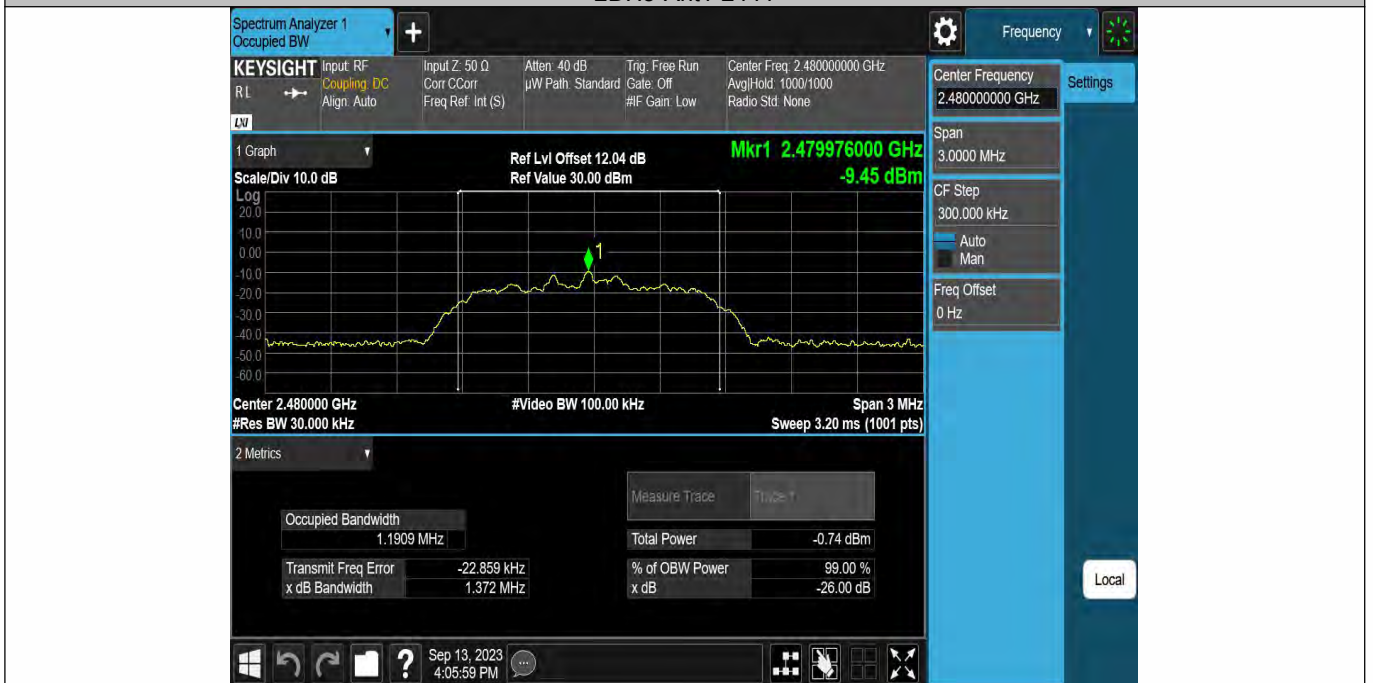 Spectrum Analyzer 1
Occupied BW
Frequency
KEYSIGHT Input: RF Input Z: 50 Ω Atten: 40 dB Trig: Free Run Center Freq: 2.480000000 GHz
R L Coupling: DC Corr CCorr µW Path: Standard Gate: Off Avg|Hold: 1000/1000
Align: Auto Freq Ref: Int (S) #IF Gain: Low Radio Std: None
LXI
Center Frequency
2.480000000 GHz
Settings
Span
3.0000 MHz
CF Step
300.000 kHz
Auto
Man
Freq Offset
0 Hz
Local
1 Graph
Ref Lvl Offset 12.04 dB
Mkr1 2.479976000 GHz
Scale/Div 10.0 dB
Ref Value 30.00 dBm
-9.45 dBm
Log
20.0
10.0
0.00
-10.0
-20.0
-30.0
-40.0
-50.0
-60.0
1
Center 2.480000 GHz #Video BW 100.00 kHz Span 3 MHz
#Res BW 30.000 kHz Sweep 3.20 ms (1001 pts)
2 Metrics
Measure Trace Trace 1
Occupied Bandwidth
1.1909 MHz
Total Power -0.74 dBm
Transmit Freq Error -22.859 kHz % of OBW Power 99.00 %
x dB Bandwidth 1.372 MHz x dB -26.00 dB
Sep 13, 2023
4:05:59 PM